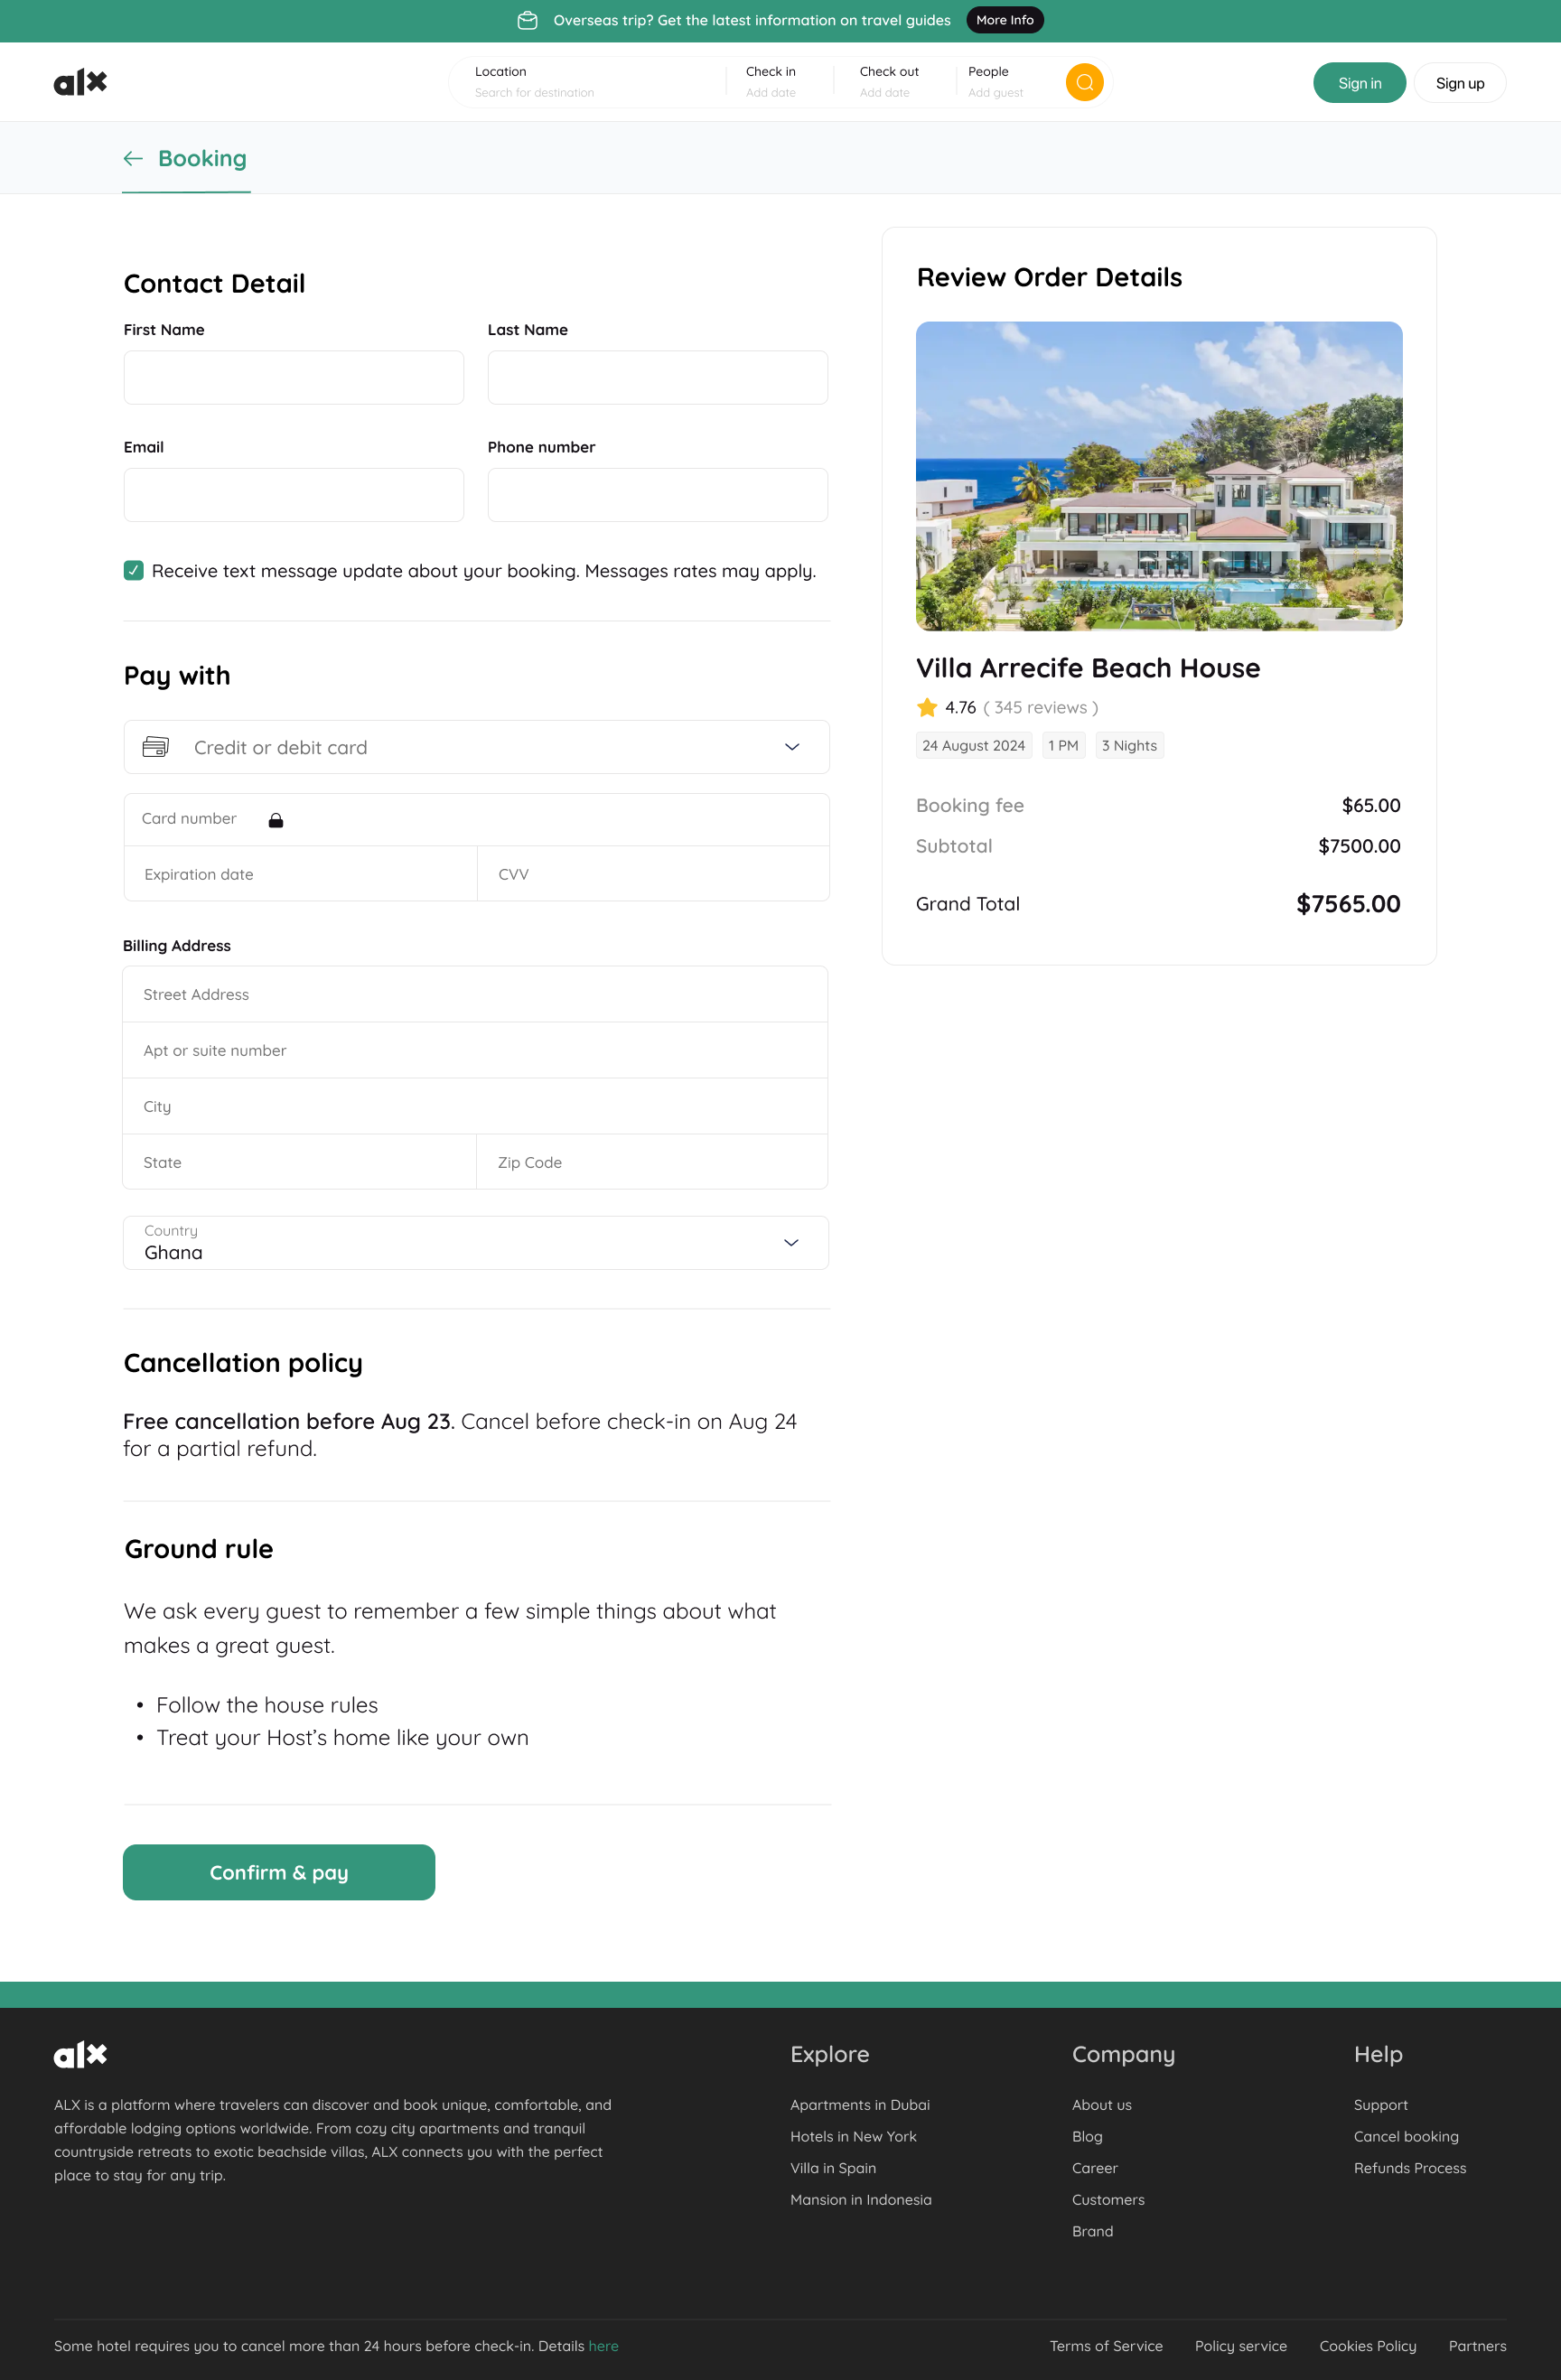 Overseas trip? Get the latest information on travel guides
More Info
alx
Location
Search for destination
Check in
Add date
Check out
Add date
People
Add guest
Sign in
Sign up
Booking
Contact Detail
First Name
Last Name
Email
Phone number
Receive text message update about your booking. Messages rates may apply.
Pay with
Credit or debit card
Card number
Expiration date
CVV
Billing Address
Street Address
Apt or suite number
City
State
Zip Code
Country
Ghana
Cancellation policy
Free cancellation before Aug 23. Cancel before check-in on Aug 24
for a partial refund.
Ground rule
We ask every guest to remember a few simple things about what
makes a great guest.
• Follow the house rules
• Treat your Host’s home like your own
Confirm & pay
Review Order Details
Villa Arrecife Beach House
4.76 ( 345 reviews )
24 August 2024
1 PM
3 Nights
Booking fee $65.00
Subtotal $7500.00
Grand Total $7565.00
alx
ALX is a platform where travelers can discover and book unique, comfortable, and
affordable lodging options worldwide. From cozy city apartments and tranquil
countryside retreats to exotic beachside villas, ALX connects you with the perfect
place to stay for any trip.
Explore
Apartments in Dubai
Hotels in New York
Villa in Spain
Mansion in Indonesia
Company
About us
Blog
Career
Customers
Brand
Help
Support
Cancel booking
Refunds Process
Some hotel requires you to cancel more than 24 hours before check-in. Details here
Terms of Service
Policy service
Cookies Policy
Partners